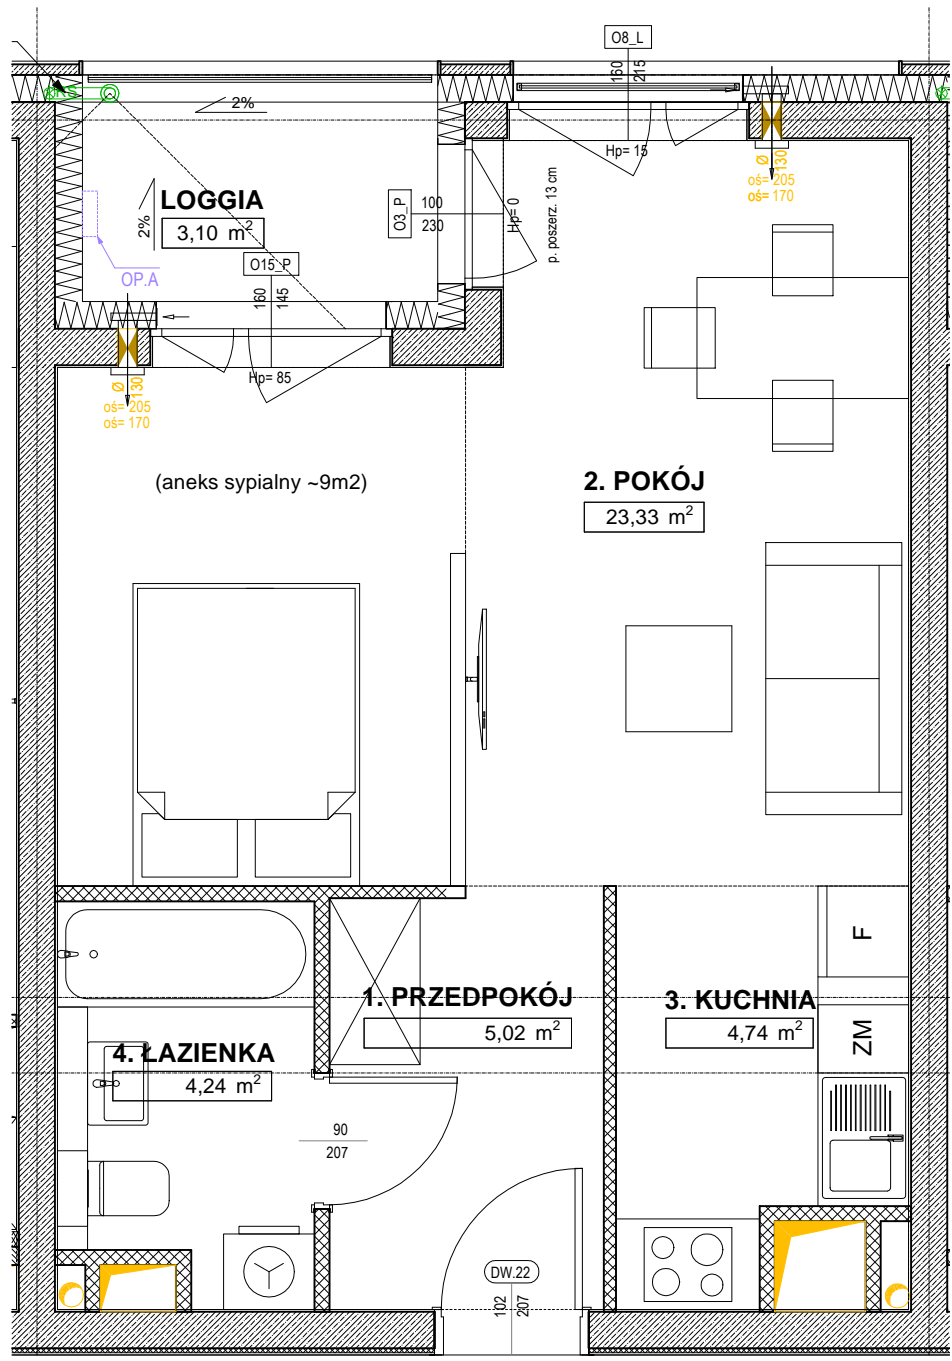 O8_L
160
215
KS
2%
Ø
130
oś= 205
oś= 170
Hp= 15
p. poszerz. 13 cm
Hp= 0
O3_P
100
230
LOGGIA
3,10 m²
2%
OP.A
O15_P
160
145
Hp= 85
Ø
130
oś= 205
oś= 170
(aneks sypialny ~9m2)
2. POKÓJ
23,33 m²
F
1. PRZEDPOKÓJ
5,02 m²
3. KUCHNIA
4,74 m²
ZM
4. ŁAZIENKA
4,24 m²
90
207
DW.22
102
207